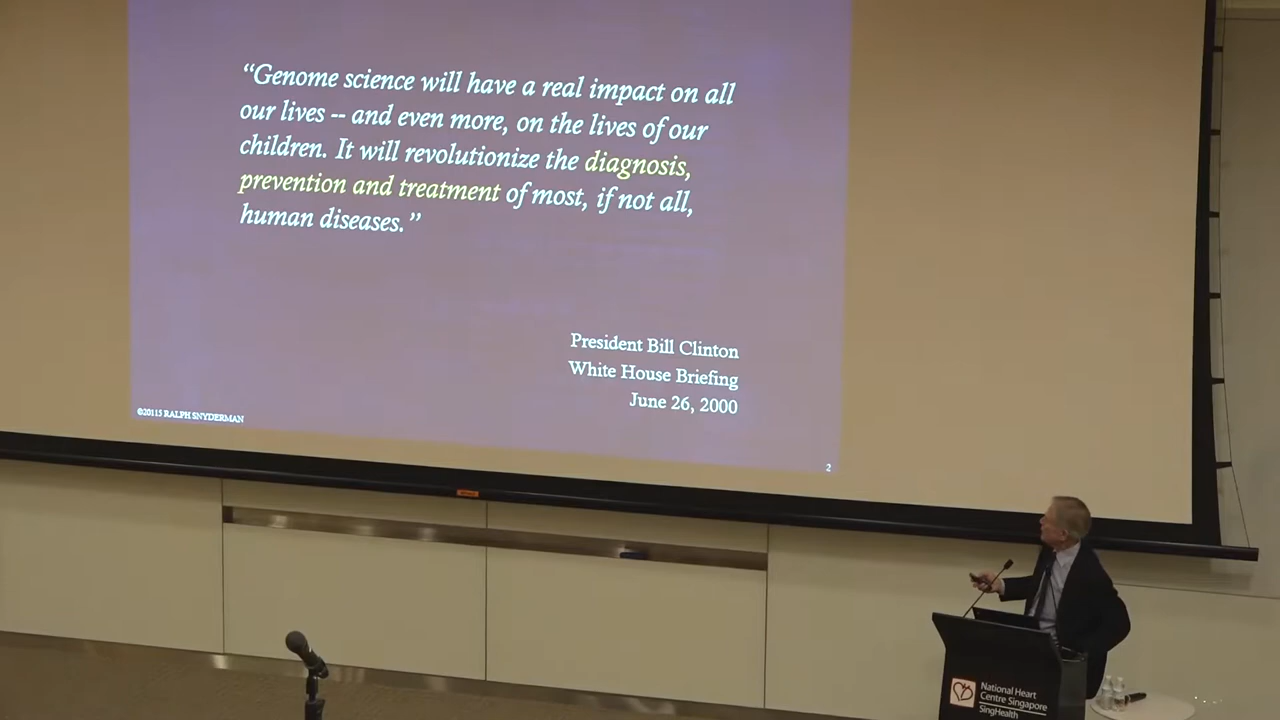 “Genome science will have a real impact on all
our lives -- and even more, on the lives of our
children. It will revolutionize the diagnosis,
prevention and treatment of most, if not all,
human diseases.”
President Bill Clinton
White House Briefing
June 26, 2000
©20115 RALPH SNYDERMAN
2
National Heart
Centre Singapore
SingHealth